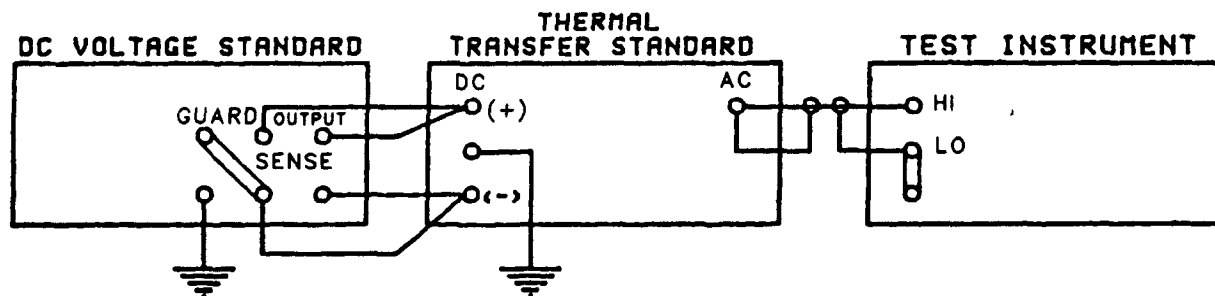 THERMAL
DC VOLTAGE STANDARD
TRANSFER STANDARD
TEST INSTRUMENT
DC
AC
(+)
HI
GUARD
OUTPUT
SENSE
LO
(-)